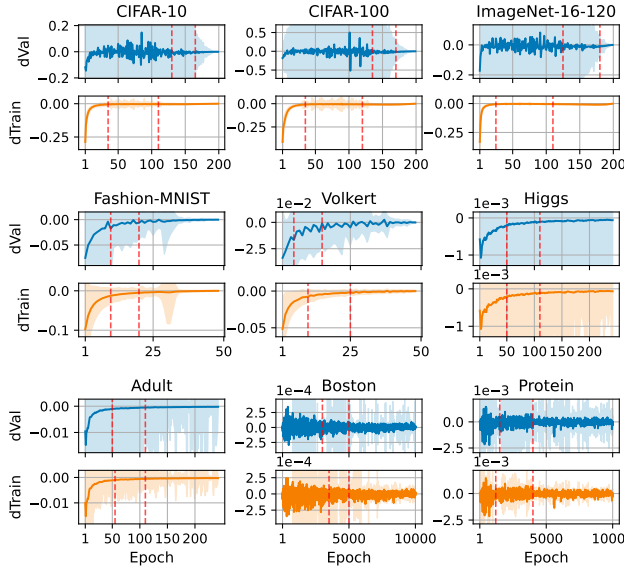 CIFAR-10 CIFAR-100 ImageNet-16-120
dVal 0.2 0.0 −0.2 0.5 0.0 −0.5 0.0 −0.2
dTrain 0.00 −0.25 0.00 −0.25 0.00 −0.25
1 50 100 150 200 1 50 100 150 200 1 50 100 150 200
Fashion-MNIST Volkert Higgs
1e−2 1e−3
dVal 0.00 −0.05 0.0 −2.5 0 −1
1e−3
dTrain 0.0 −0.1 0.00 −0.05 0 −1
1 25 50 1 25 50 1 50 100 150 200
Adult Boston Protein
1e−4 1e−3
dVal 0.00 −0.01 2.5 0.0 −2.5 0.0 −2.5
1e−4 1e−3
dTrain 0.00 −0.01 2.5 0.0 −2.5 0.0 −2.5
1 50 100 150 200 1 5000 10000 1 5000 10000
Epoch Epoch Epoch